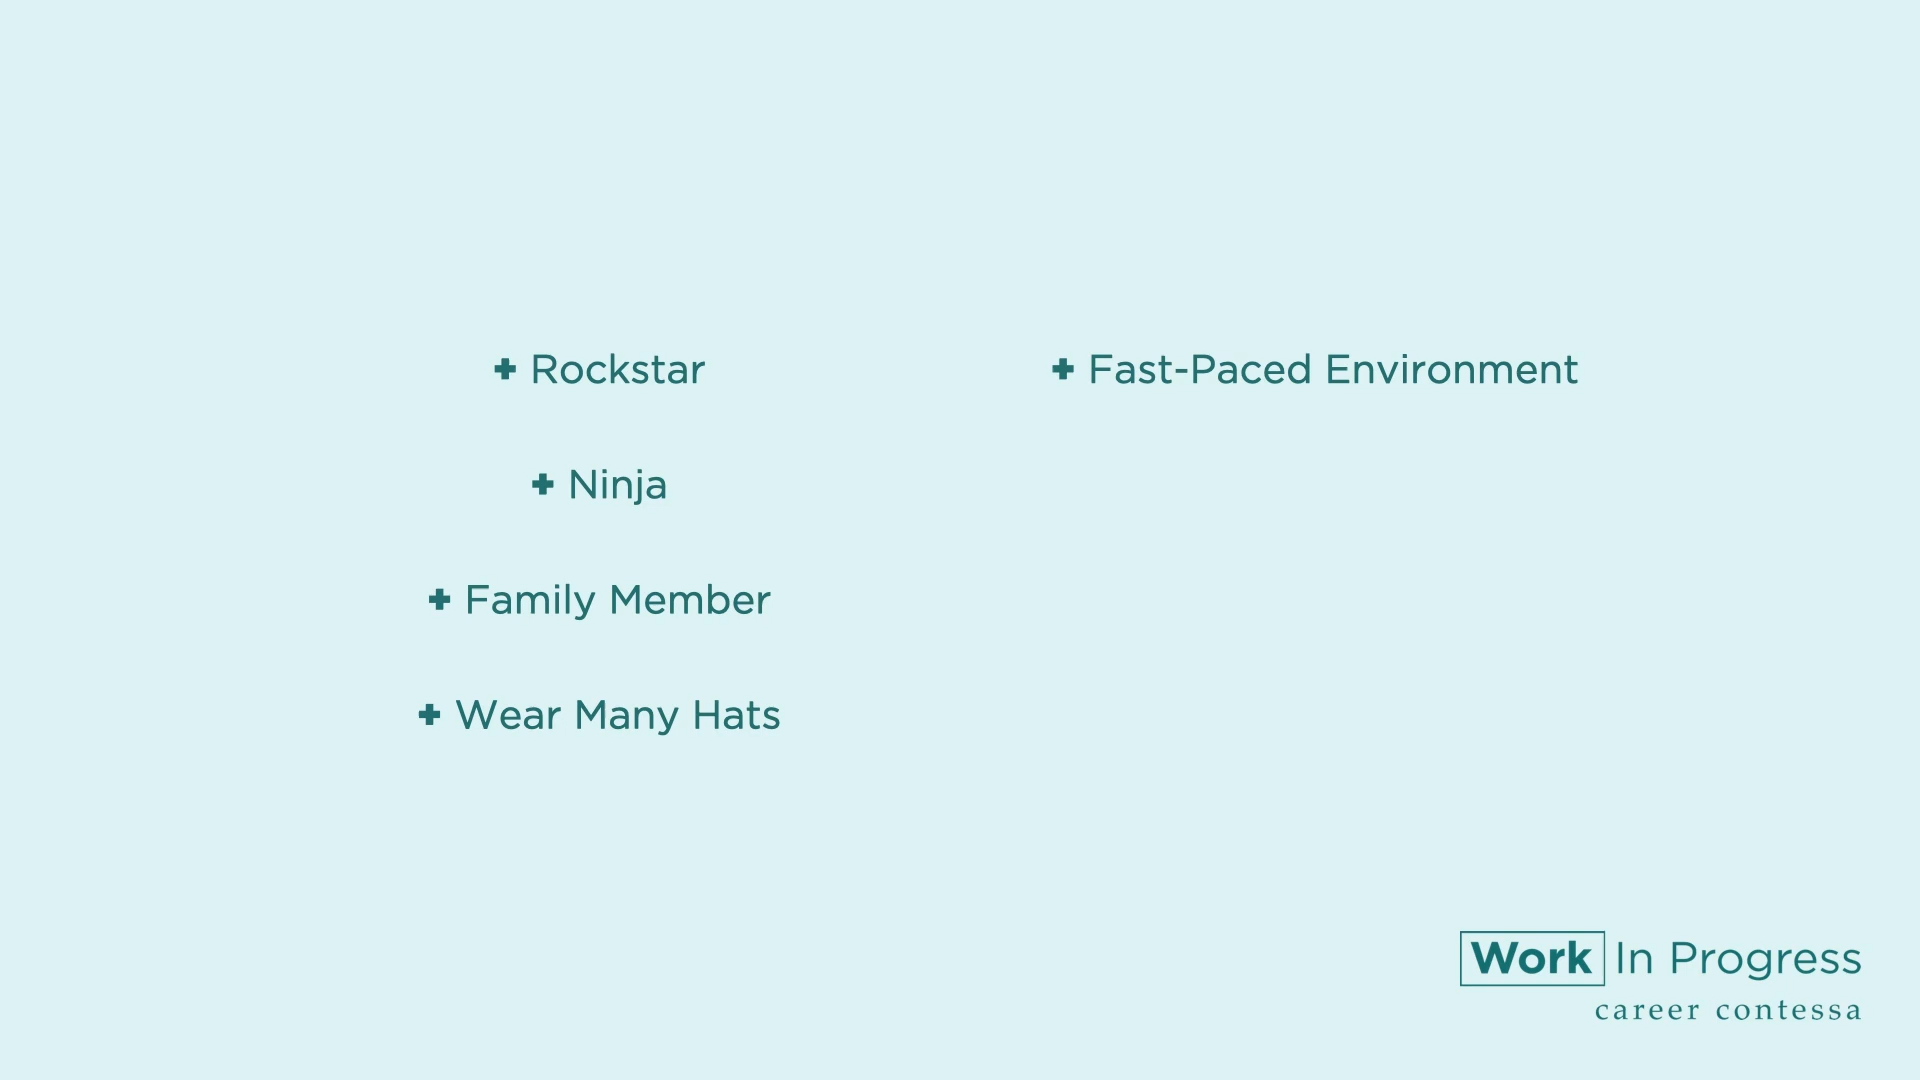 + Rockstar
+ Ninja
+ Family Member
+ Wear Many Hats
+ Fast-Paced Environment
Work In Progress
career contessa